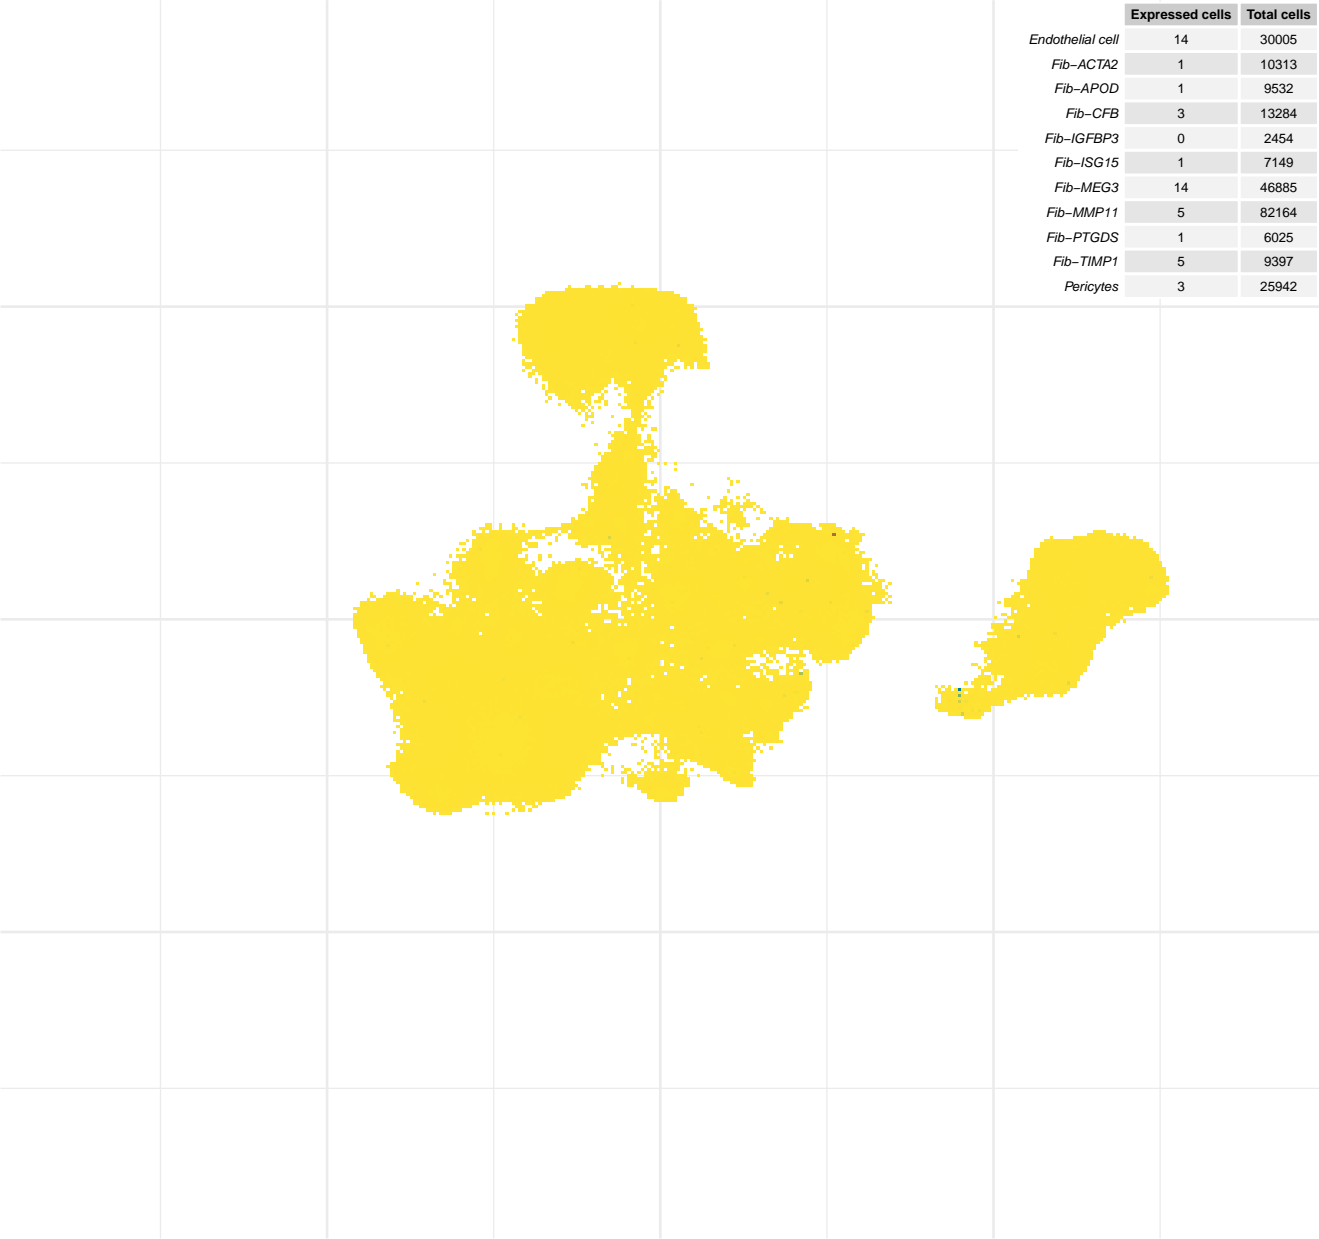 Expressed cells Total cells
Endothelial cell 14 30005
Fib−ACTA2 1 10313
Fib−APOD 1 9532
Fib−CFB 3 13284
Fib−IGFBP3 0 2454
Fib−ISG15 1 7149
Fib−MEG3 14 46885
Fib−MMP11 5 82164
Fib−PTGDS 1 6025
Fib−TIMP1 5 9397
Pericytes 3 25942